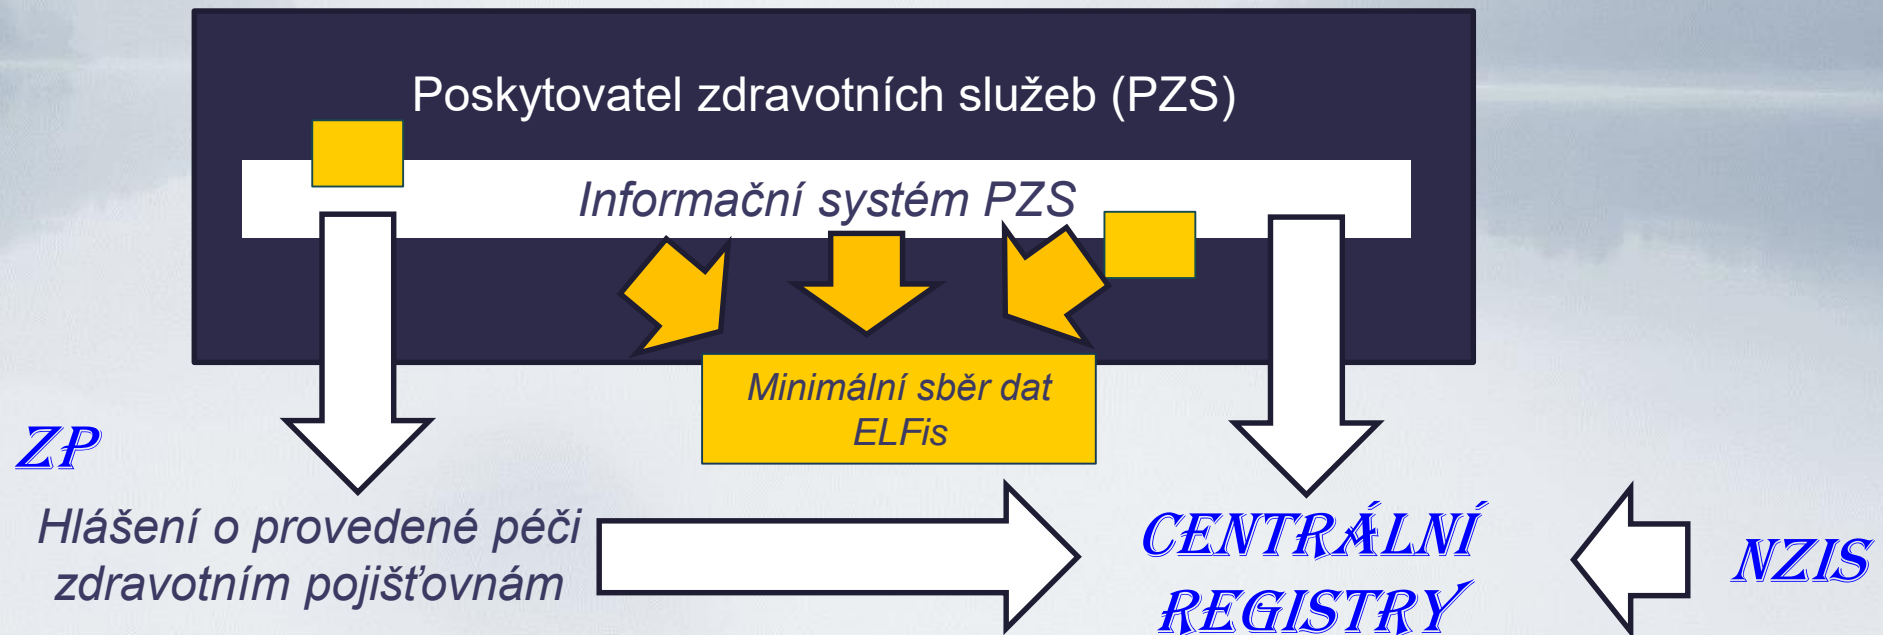 Poskytovatel zdravotních služeb (PZS)
Informační systém PZS
Minimální sběr dat
ELFis
ZP
Hlášení o provedené péči
zdravotním pojišťovnám
CENTRÁLNÍ
REGISTRY
NZIS